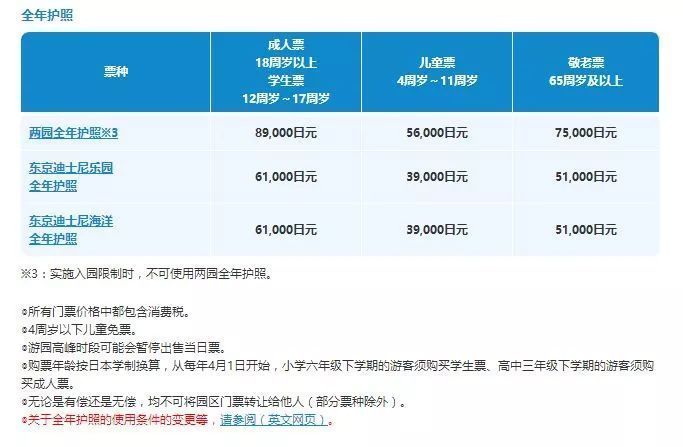 全年护照
票种
成人票
18周岁以上
学生票
12周岁～17周岁
儿童票
4周岁～11周岁
敬老票
65周岁及以上
两园全年护照※3
89,000日元
56,000日元
75,000日元
东京迪士尼乐园
全年护照
61,000日元
39,000日元
51,000日元
东京迪士尼海洋
全年护照
61,000日元
39,000日元
51,000日元
※3：实施入园限制时，不可使用两园全年护照。
◎所有门票价格中都包含消费税。
◎4周岁以下儿童免票。
◎游园高峰时段可能会暂停出售当日票。
◎购票年龄按日本学制换算，从每年4月1日开始，小学六年级下学期的游客须购买学生票、高中三年级下学期的游客须购
买成人票。
◎无论是有偿还是无偿，均不可将园区门票转让给他人（部分票种除外）。
◎关于全年护照的使用条件的变更等，请参阅（英文网页）。